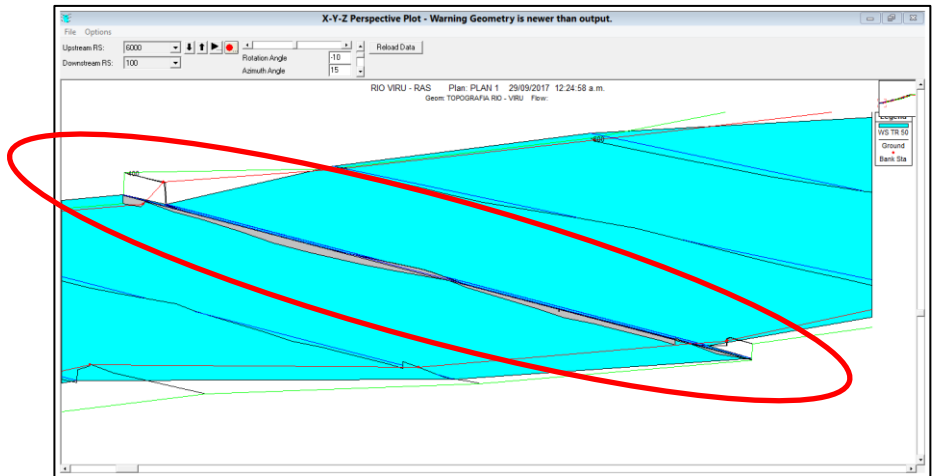 X-Y-Z Perspective Plot - Warning Geometry is newer than output.
File Options
Upstream RS: 6000
Downstream RS: 100
Rotation Angle -10
Azimuth Angle 15
Reload Data
RIO VIRU - RAS Plan: PLAN 1 29/09/2017 12:24:58 a.m.
Geom: TOPOGRAFIA RIO - VIRU Flow:
Legend
WS TR 50
Ground
Bank Sta
400
600